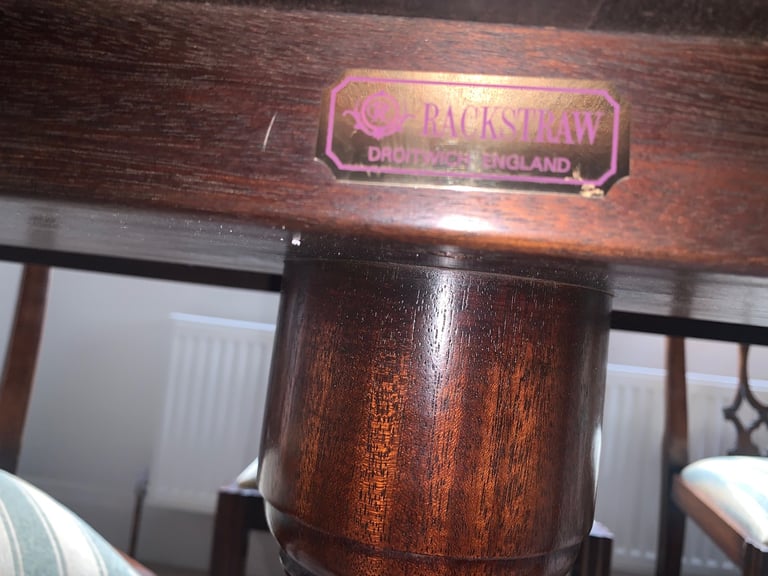 RACKSTRAW
DROITWICH ENGLAND